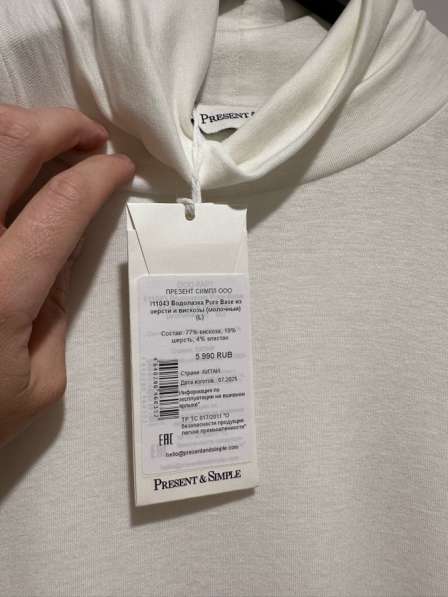 PRESENT & SIMPLE
ПРЕЗЕНТ СИМПЛ ООО
H1043 Водолазка Pure Base из
шерсти и вискозы (молочный)
(L)
Состав: 77% вискоза, 19%
шерсть, 4% эластан
5 990 RUB
Страна: КИТАЙ
Дата изготов.: 07.2025
Информация по
эксплуатации на вшивном
ярлыке"
ТР ТС 017/2011 "О
безопасности продукции
легкой промышленности"
EAC
hello@presentandsimple.com
PRESENT & SIMPLE